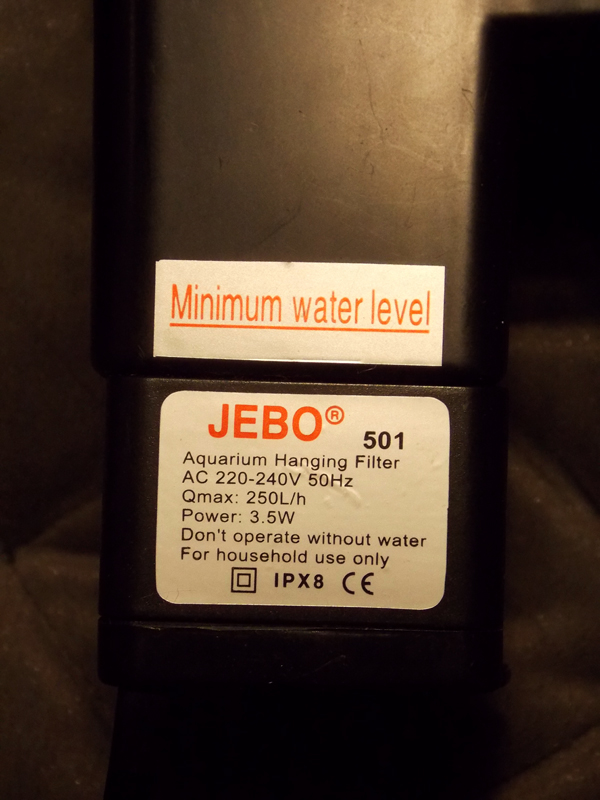 Minimum water level
JEBO® 501
Aquarium Hanging Filter
AC 220-240V 50Hz
Qmax: 250L/h
Power: 3.5W
Don't operate without water
For household use only
IPX8 CE